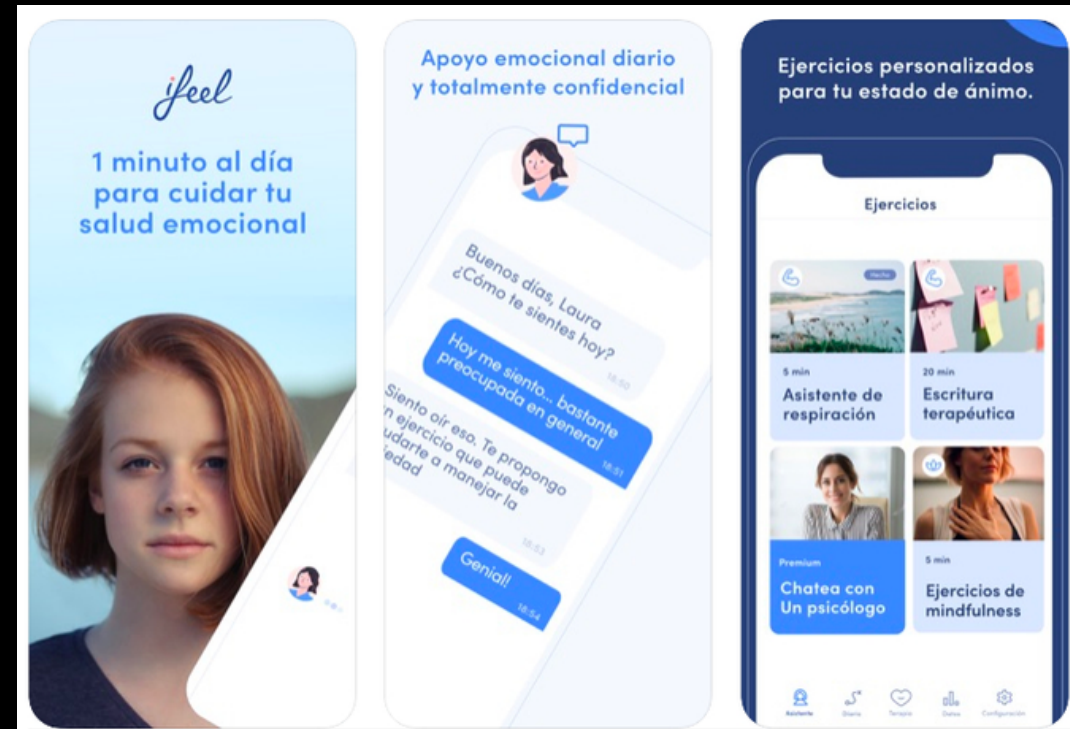 ifeel
1 minuto al día
para cuidar tu
salud emocional
Apoyo emocional diario
y totalmente confidencial
Buenos días, Laura
¿Cómo te sientes hoy?
18:50
Hoy me siento... bastante
preocupada en general
18:51
Siento oír eso. Te propongo
n ejercicio que puede
udarte a manejar la
iedad
18:53
Genial!
18:54
Ejercicios personalizados
para tu estado de ánimo.
Ejercicios
Hecho
5 min
Asistente de
respiración
20 min
Escritura
terapéutica
Premium
Chatea con
Un psicólogo
5 min
Ejercicios de
mindfulness
Asistente Diario Terapia Datos Configuración